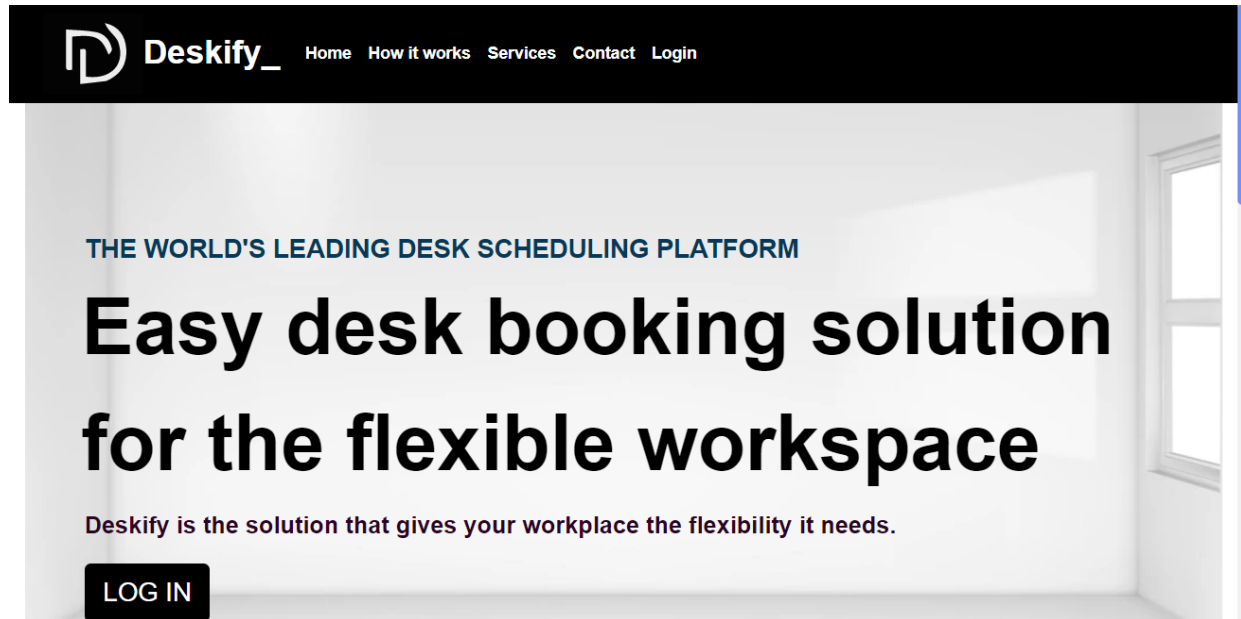 Deskify_ Home How it works Services Contact Login
THE WORLD'S LEADING DESK SCHEDULING PLATFORM
Easy desk booking solution
for the flexible workspace
Deskify is the solution that gives your workplace the flexibility it needs.
LOG IN